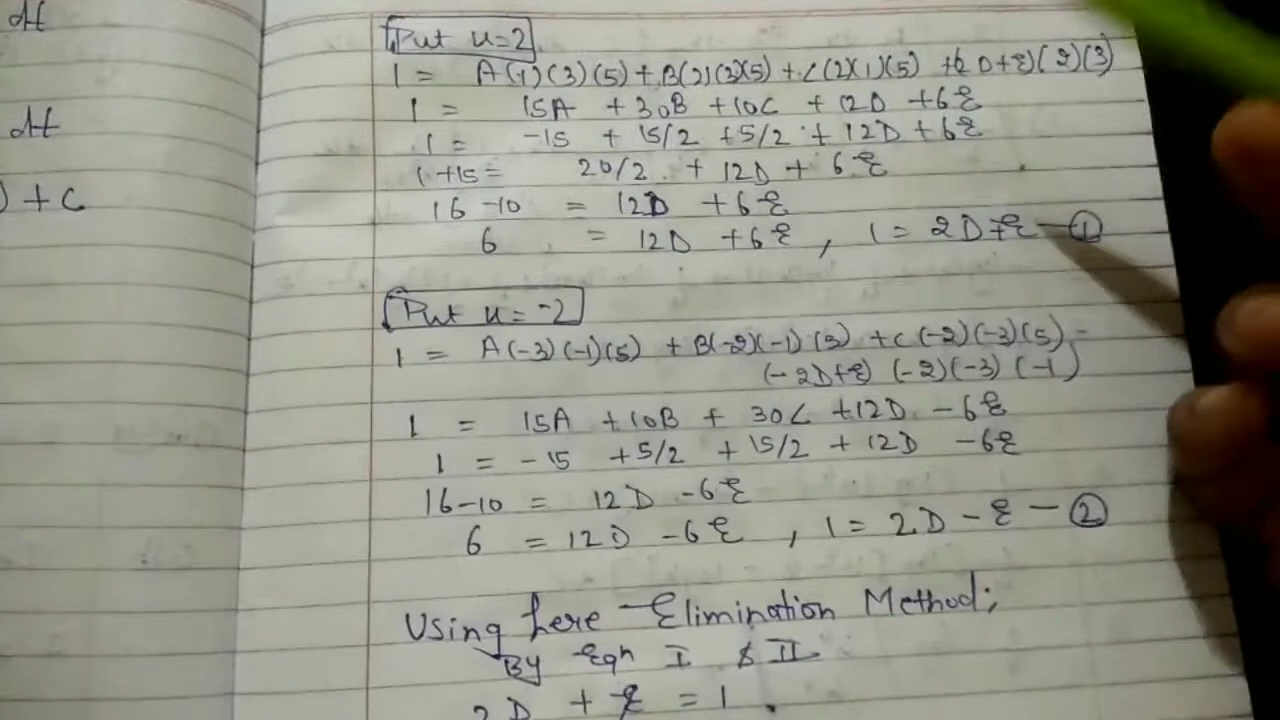 dt
dt
) + C
Put u=2
1 = A(1)(3)(5) + B(2)(3)(5) + C(2)(1)(5) +(2D+E)(2)(3)
1 = 15A + 30B + 10C + 12D + 6E
1 = -15 + 15/2 + 5/2 + 12D + 6E
1+15 = 20/2 + 12D + 6E
16 -10 = 12D + 6E
6 = 12D + 6E , 1 = 2D+E - ①
Put u = -2
1 = A(-3)(-1)(5) + B(-2)(-1)(5) + C(-2)(-3)(5)
(-2D+E) (-2)(-3) (-1)
1 = 15A + 10B + 30C + 12D - 6E
1 = -15 + 5/2 + 15/2 + 12D - 6E
16-10 = 12D - 6E
6 = 12D - 6E , 1 = 2D - E - ②
Using here Elimination Method;
By Eqn I & II
2D + E = 1